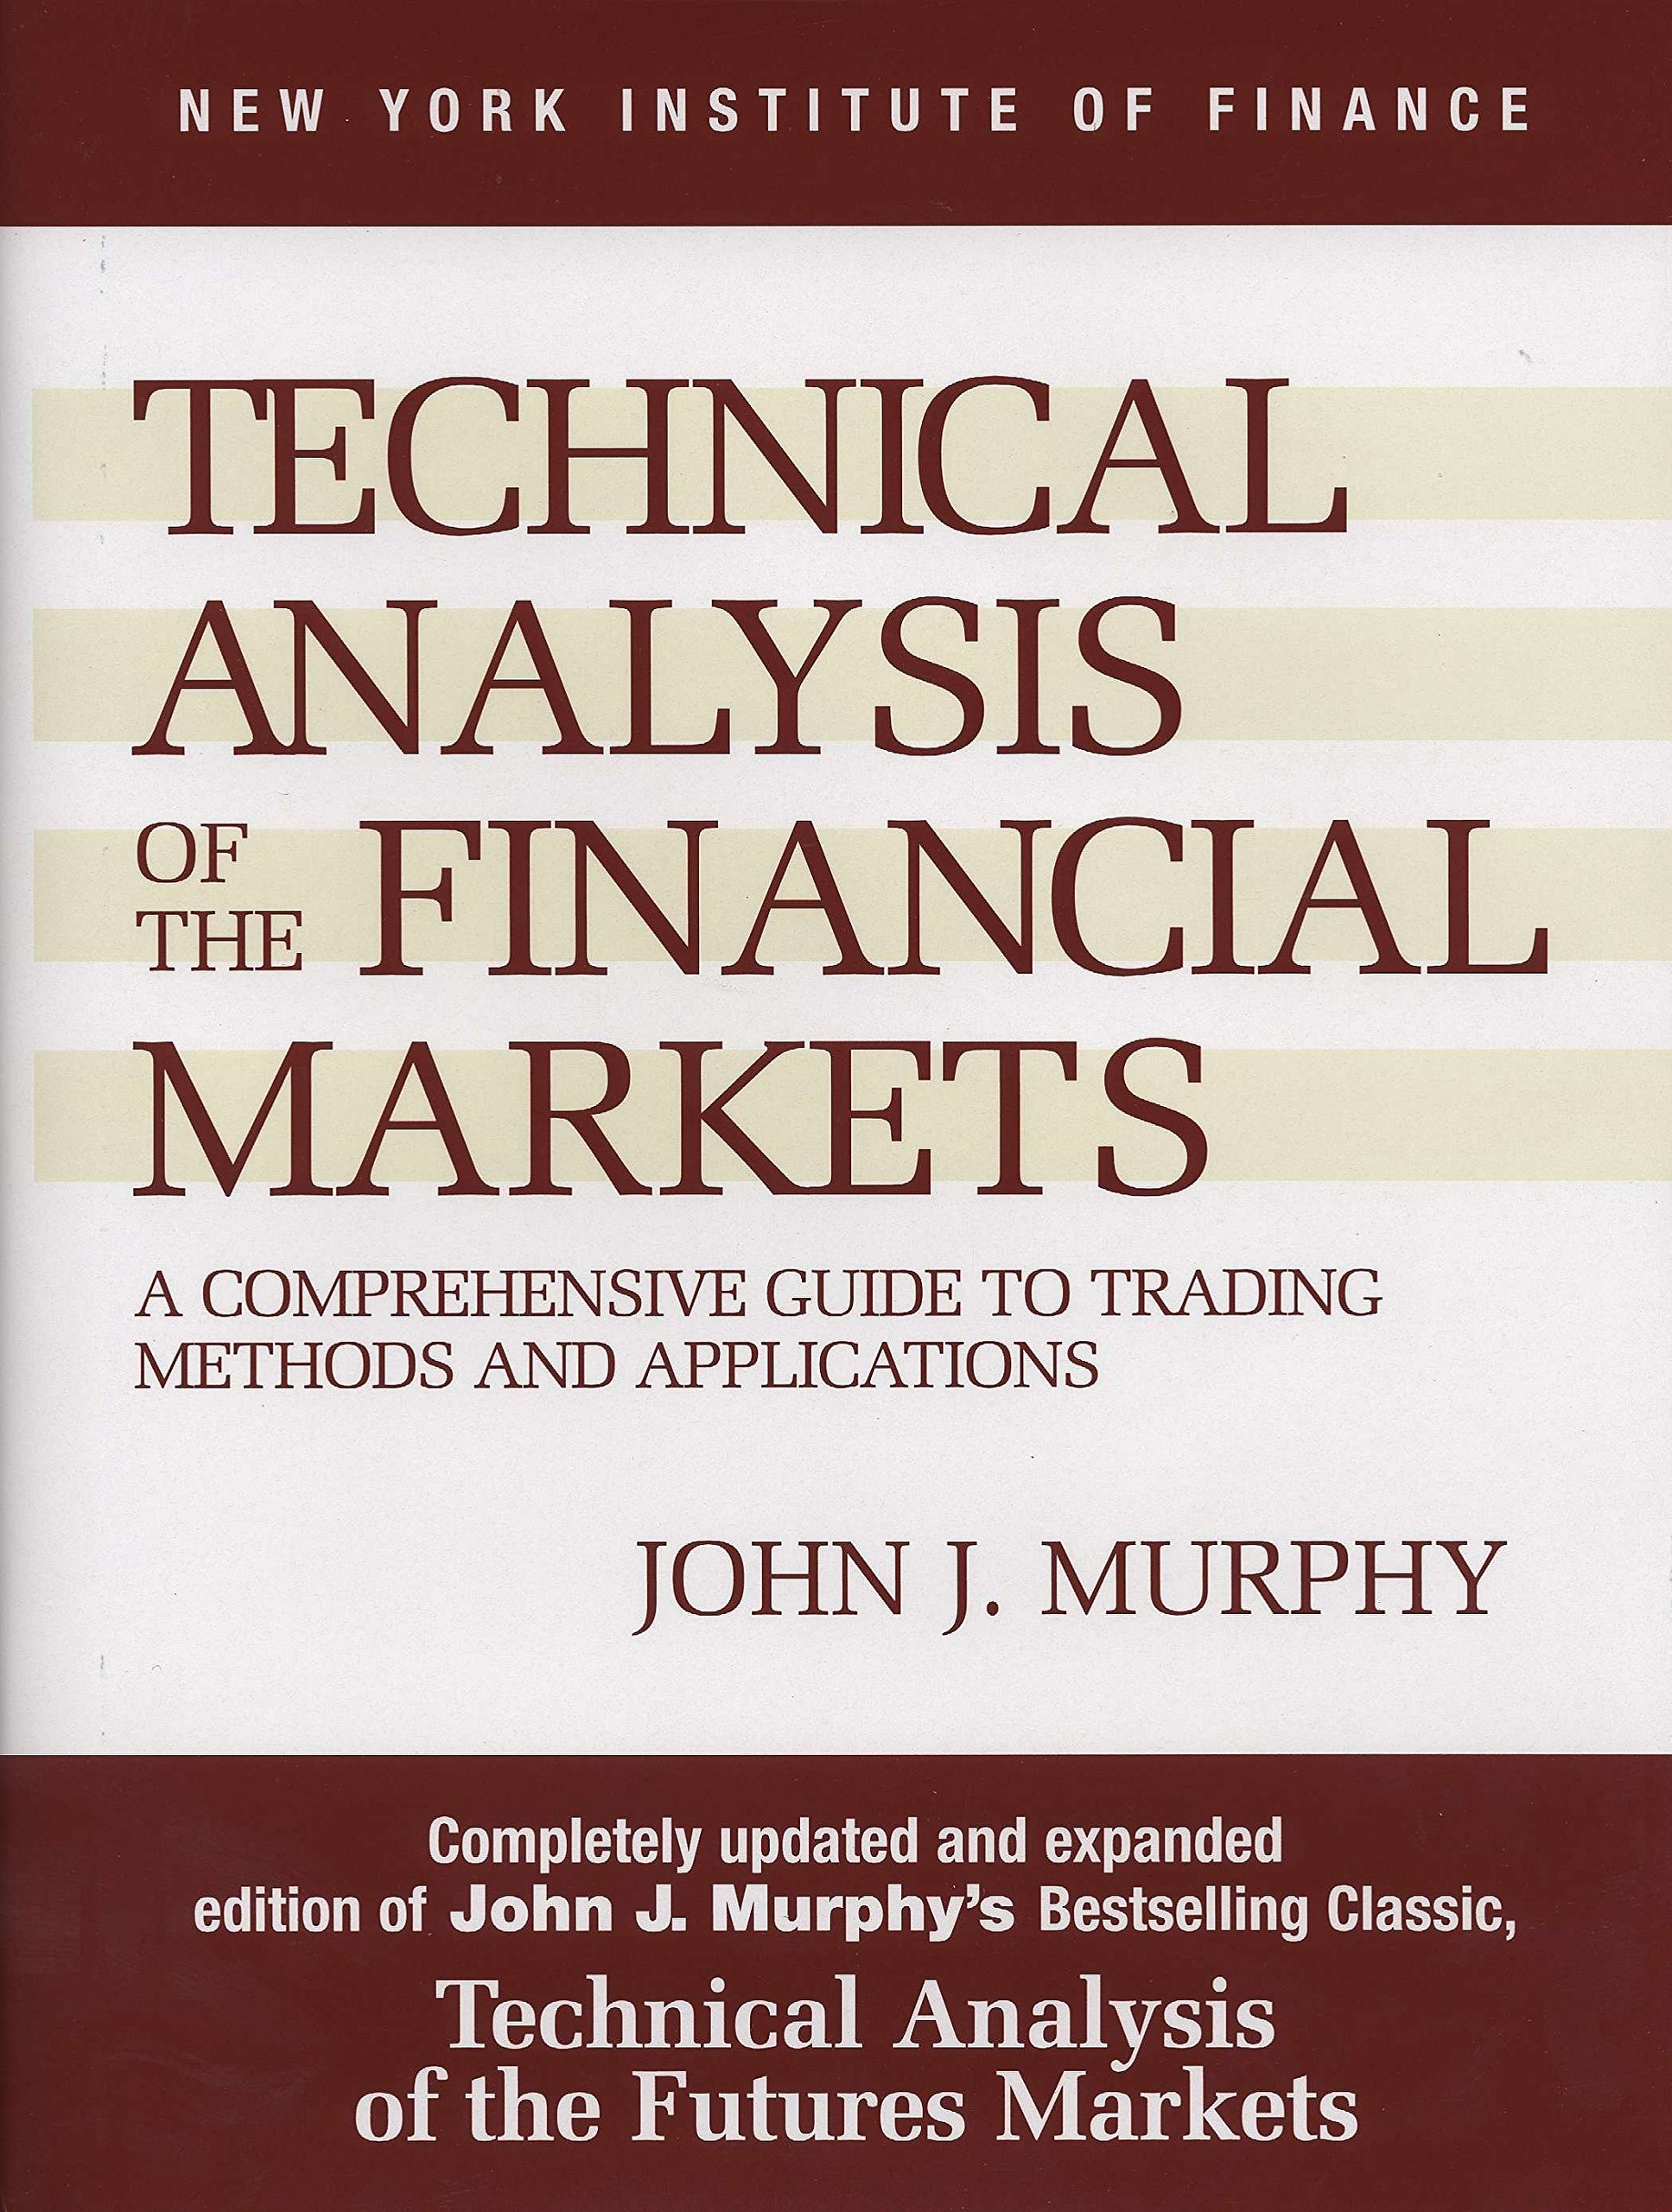 NEW YORK INSTITUTE OF FINANCE
TECHNICAL
ANALYSIS
OF
THE
FINANCIAL
MARKETS
A COMPREHENSIVE GUIDE TO TRADING
METHODS AND APPLICATIONS
JOHN J. MURPHY
Completely updated and expanded
edition of John J. Murphy's Bestselling Classic,
Technical Analysis
of the Futures Markets